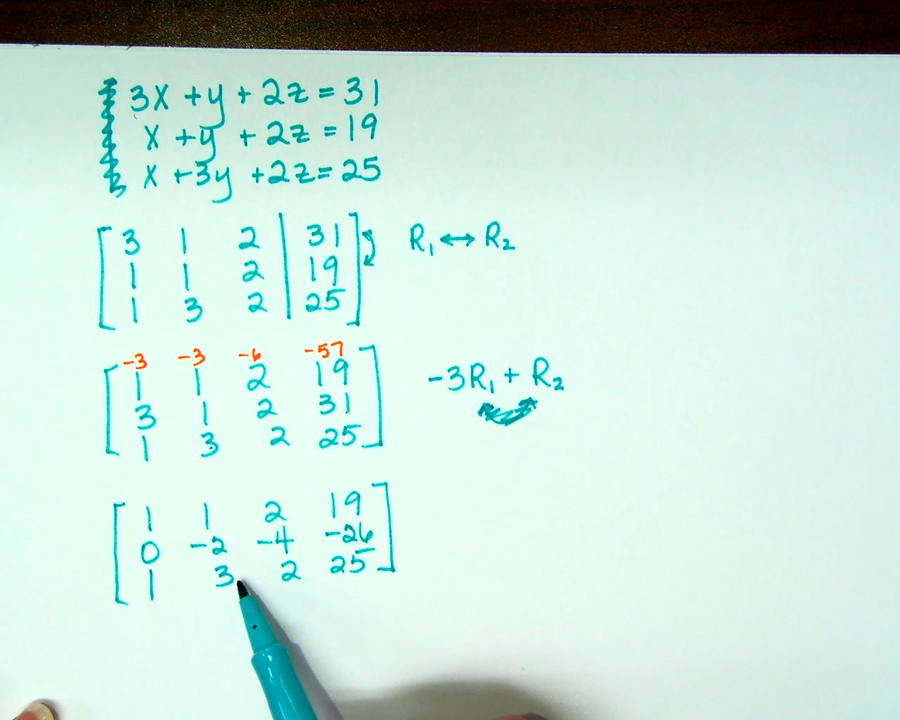 3x + y + 2z = 31
x + y + 2z = 19
x + 3y + 2z = 25
3 1 2 | 31 R₁ ↔ R₂
1 1 2 | 19
1 3 2 | 25
-3 -3 -6 -57
1 1 2 19 -3R₁ + R₂
3 1 2 31
1 3 2 25
1 1 2 19
0 -2 -4 -26
1 3 2 25